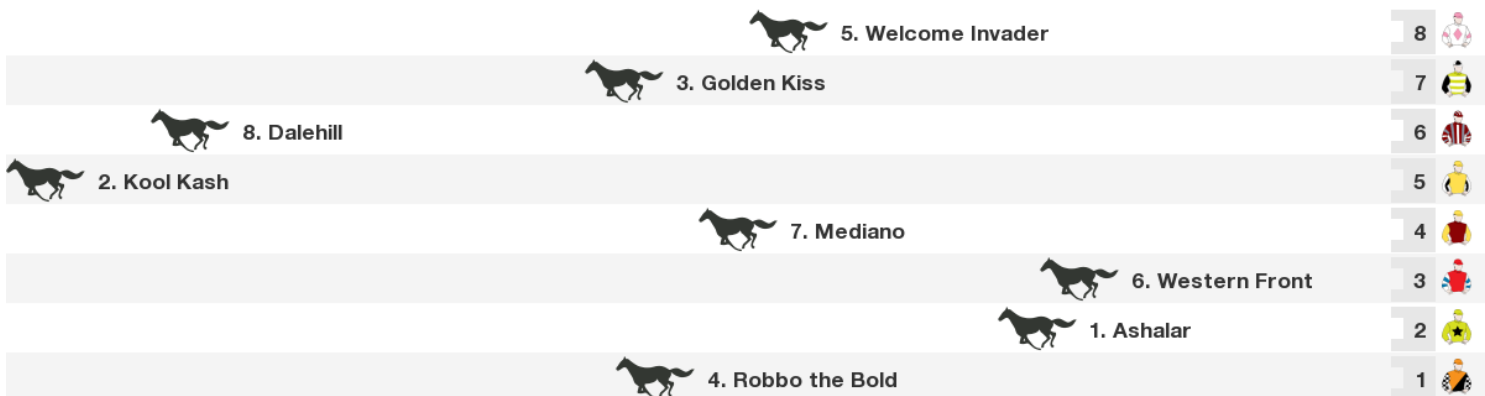 5. Welcome Invader 8
3. Golden Kiss 7
8. Dalehill 6
2. Kool Kash 5
7. Mediano 4
6. Western Front 3
1. Ashalar 2
4. Robbo the Bold 1